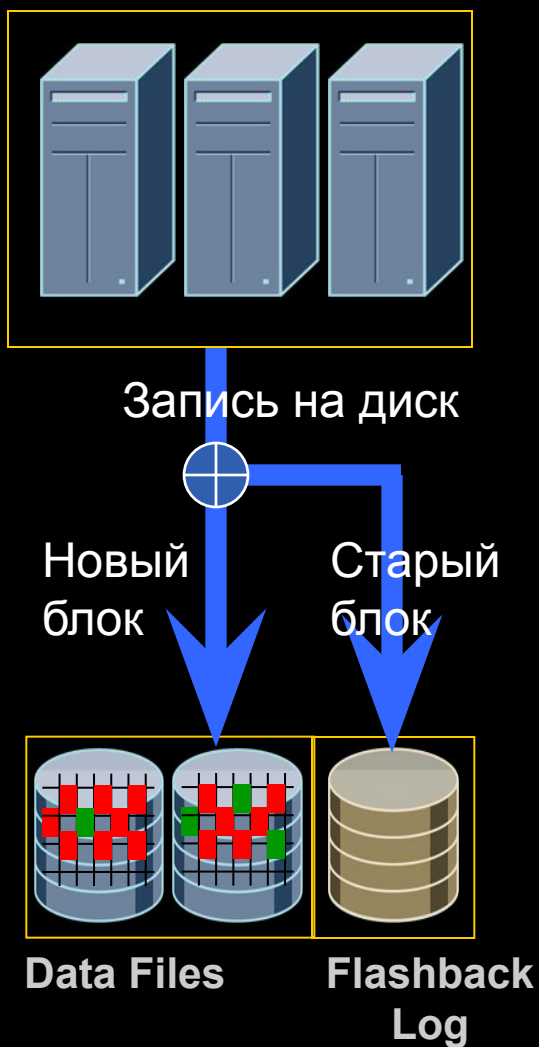 Запись на диск
Новый
блок
Старый
блок
Data Files
Flashback
Log